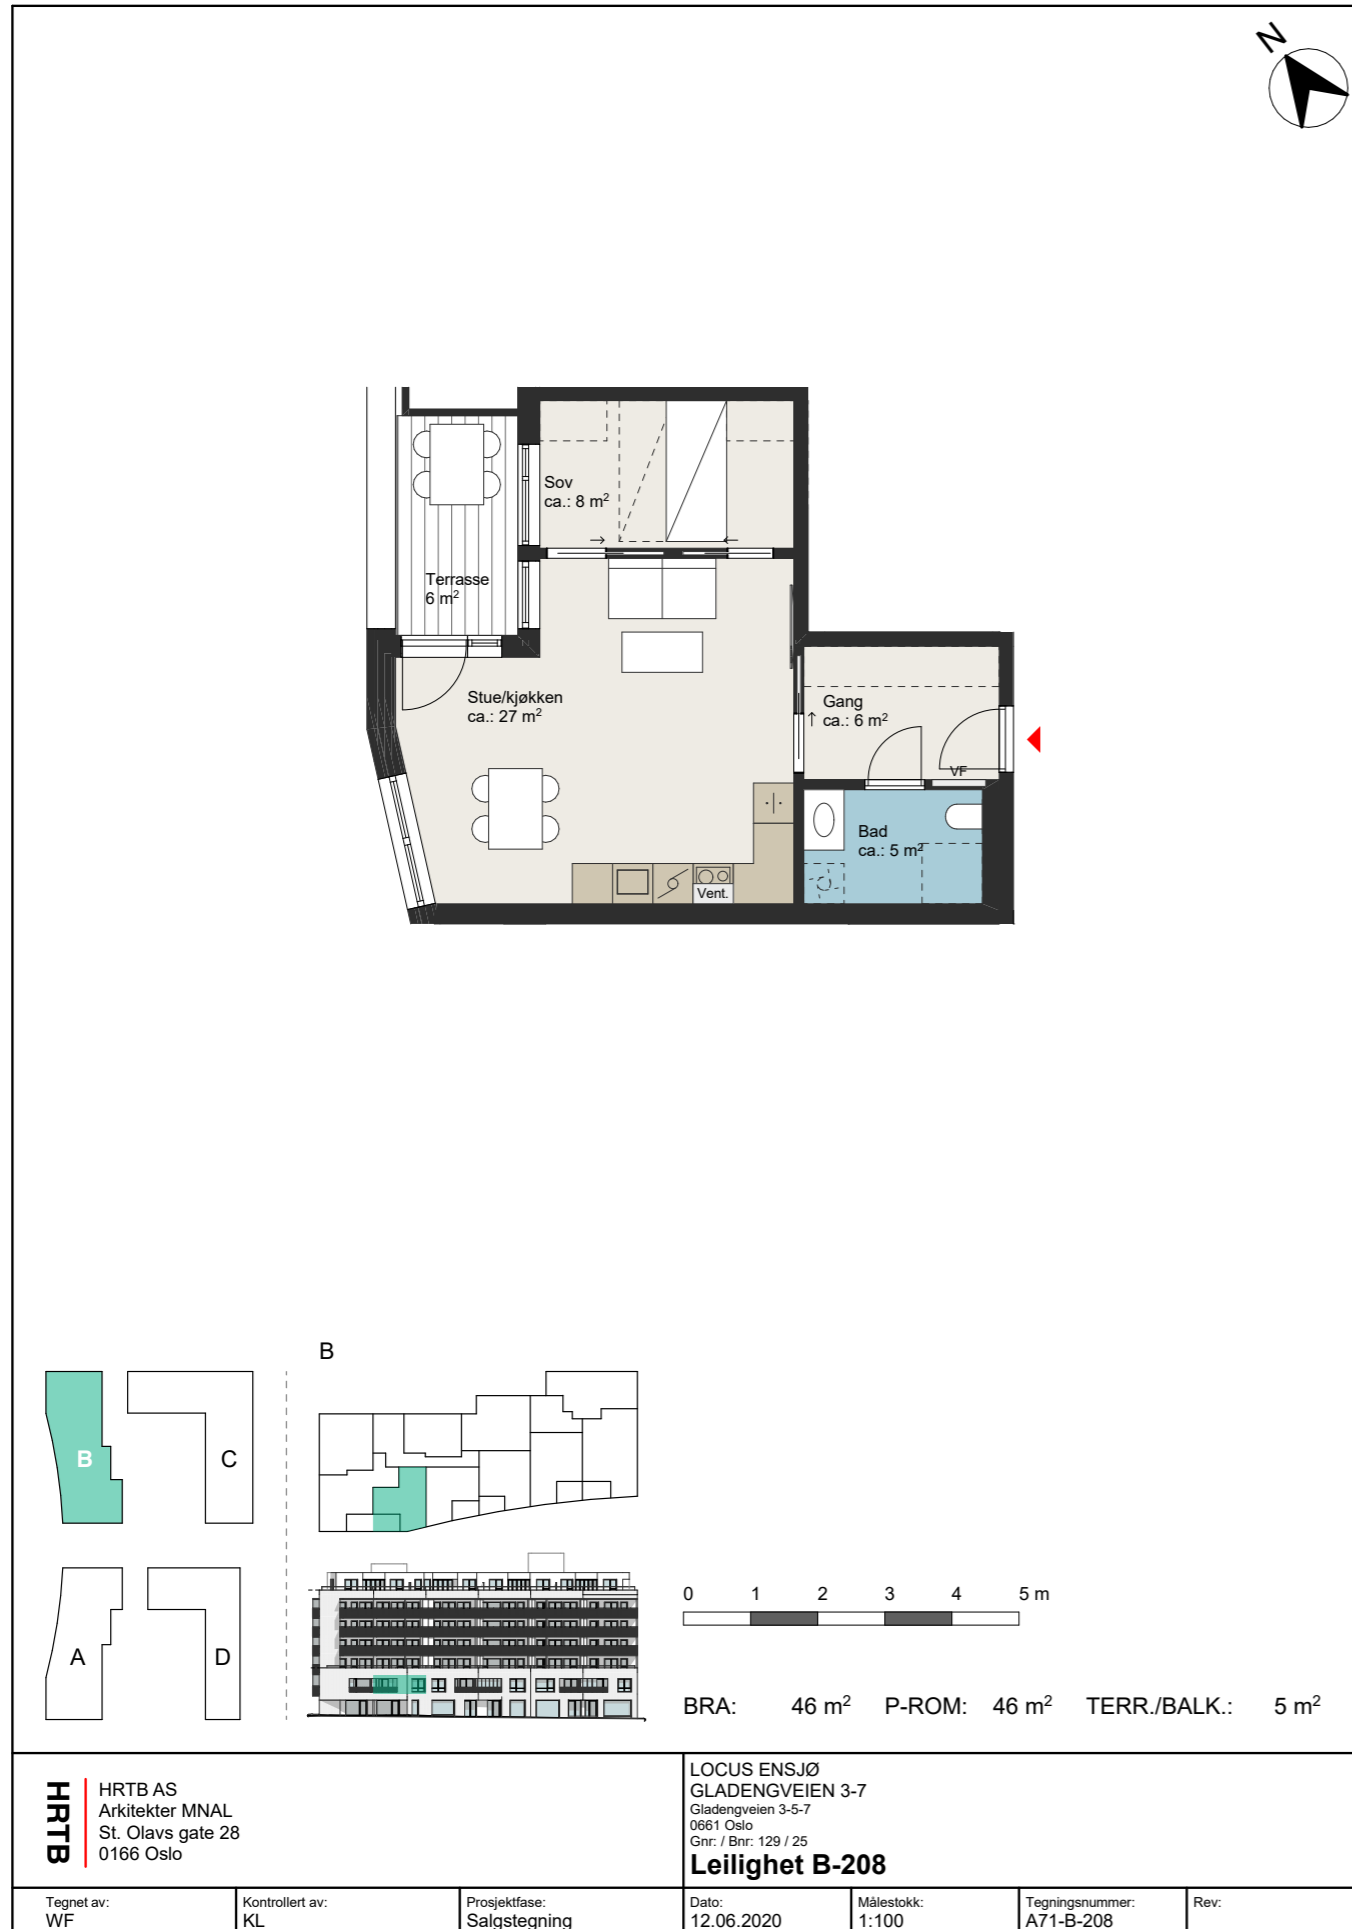 N
Sov
ca.: 8 m²
Terrasse
6 m²
Stue/kjøkken
ca.: 27 m²
Gang
ca.: 6 m²
VF
Bad
ca.: 5 m²
Vent.
B
B
C
A
D
0 1 2 3 4 5 m
BRA: 46 m² P-ROM: 46 m² TERR./BALK.: 5 m²
HRTB
HRTB AS
Arkitekter MNAL
St. Olavs gate 28
0166 Oslo
LOCUS ENSJØ
GLADENGVEIEN 3-7
Gladengveien 3-5-7
0661 Oslo
Gnr: / Bnr: 129 / 25
Leilighet B-208
Tegnet av:
WF
Kontrollert av:
KL
Prosjektfase:
Salgstegning
Dato:
12.06.2020
Målestokk:
1:100
Tegningsnummer:
A71-B-208
Rev: